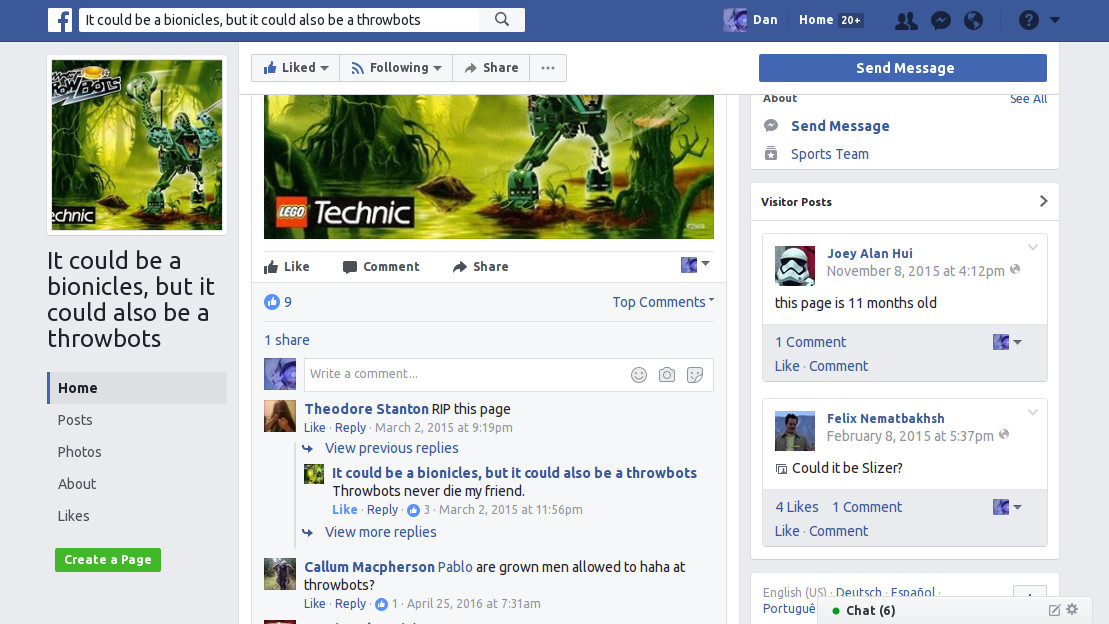 It could be a bionicles, but it could also be a throwbots
Dan
Home 20+
Liked
Following
Share
Send Message
THROWBOTS
chnic
It could be a
bionicles, but it
could also be a
throwbots
Home
Posts
Photos
About
Likes
Create a Page
LEGO Technic
Like Comment Share
9
Top Comments
1 share
Write a comment...
Theodore Stanton RIP this page
Like · Reply · March 2, 2015 at 9:19pm
View previous replies
It could be a bionicles, but it could also be a throwbots
Throwbots never die my friend.
Like · Reply · 3 · March 2, 2015 at 11:56pm
View more replies
Callum Macpherson Pablo are grown men allowed to haha at
throwbots?
Like · Reply · 1 · April 25, 2016 at 7:31am
About See All
Send Message
Sports Team
Visitor Posts
Joey Alan Hui
November 8, 2015 at 4:12pm
this page is 11 months old
1 Comment
Like · Comment
Felix Nematbakhsh
February 8, 2015 at 5:37pm
Could it be Slizer?
4 Likes 1 Comment
Like · Comment
English (US) · Deutsch · Español ·
Portuguê
Chat (6)